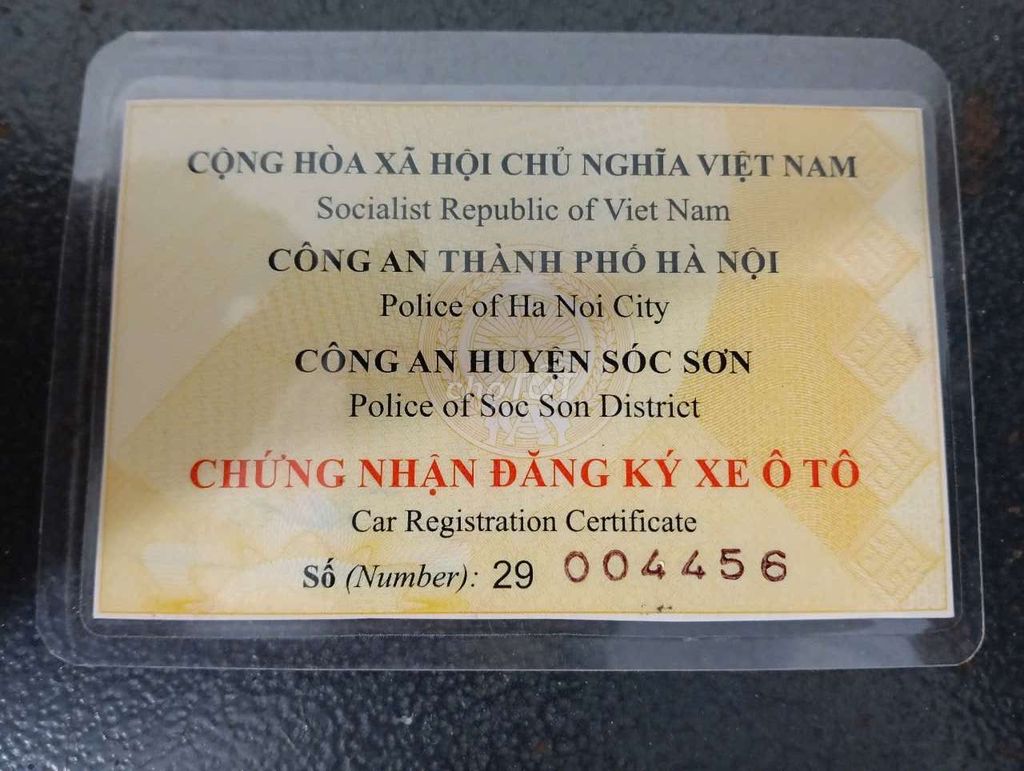 CỘNG HÒA XÃ HỘI CHỦ NGHĨA VIỆT NAM
Socialist Republic of Viet Nam
CÔNG AN THÀNH PHỐ HÀ NỘI
Police of Ha Noi City
CÔNG AN HUYỆN SÓC SƠN
chợTỐT
Police of Soc Son District
CHỨNG NHẬN ĐĂNG KÝ XE Ô TÔ
Car Registration Certificate
Số (Number): 29 004456